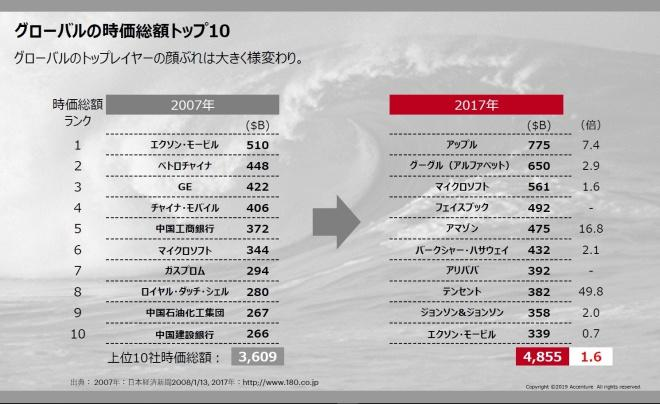 グローバルの時価総額トップ10
グローバルのトップレイヤーの顔ぶれは大きく様変わり。
時価総額
ランク
2007年
2017年
($B)
($B) (倍)
1 エクソン・モービル 510 アップル 775 7.4
2 ペトロチャイナ 448 グーグル（アルファベット） 650 2.9
3 GE 422 マイクロソフト 561 1.6
4 チャイナ・モバイル 406 フェイスブック 492 -
5 中国工商銀行 372 アマゾン 475 16.8
6 マイクロソフト 344 バークシャー・ハサウェイ 432 2.1
7 ガスプロム 294 アリババ 392 -
8 ロイヤル・ダッチ・シェル 280 テンセント 382 49.8
9 中国石油化工集団 267 ジョンソン&ジョンソン 358 2.0
10 中国建設銀行 266 エクソン・モービル 339 0.7
上位10社時価総額： 3,609 4,855 1.6
出典： 2007年：日本経済新聞2008/1/13, 2017年：http://www.180.co.jp
Copyright ©2019 Accenture All rights reserved.